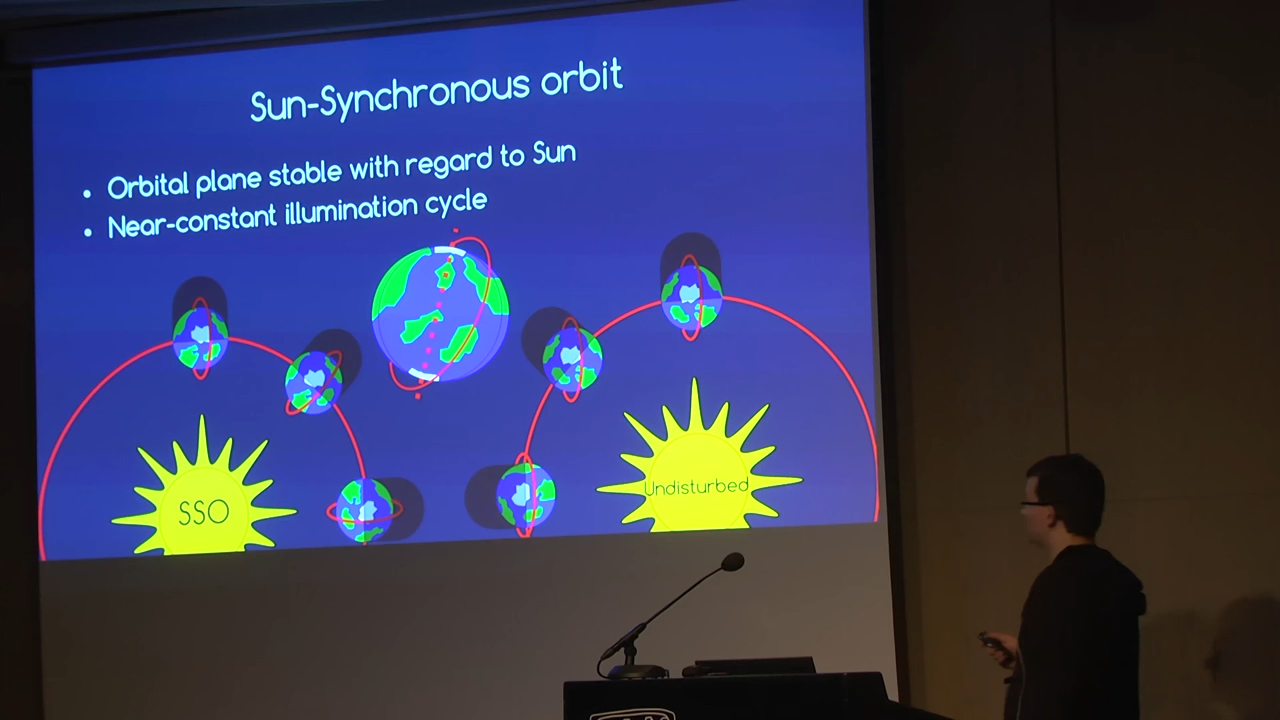 Sun-Synchronous orbit
• Orbital plane stable with regard to Sun
• Near-constant illumination cycle
SSO
Undisturbed